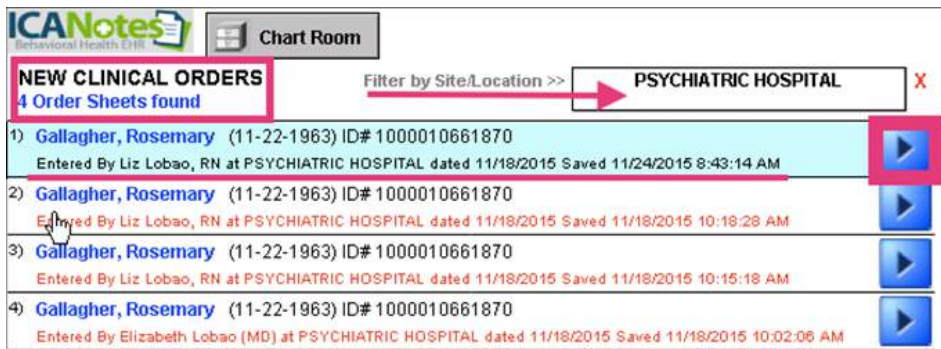 ICANotes
Behavioral Health EHR
Chart Room
NEW CLINICAL ORDERS
4 Order Sheets found
Filter by Site/Location >>
PSYCHIATRIC HOSPITAL
X
1) Gallagher, Rosemary (11-22-1963) ID# 1000010661870
Entered By Liz Lobao, RN at PSYCHIATRIC HOSPITAL dated 11/18/2015 Saved 11/24/2015 8:43:14 AM
2) Gallagher, Rosemary (11-22-1963) ID# 1000010661870
Entered By Liz Lobao, RN at PSYCHIATRIC HOSPITAL dated 11/18/2015 Saved 11/18/2015 10:18:28 AM
3) Gallagher, Rosemary (11-22-1963) ID# 1000010661870
Entered By Liz Lobao, RN at PSYCHIATRIC HOSPITAL dated 11/18/2015 Saved 11/18/2015 10:15:18 AM
4) Gallagher, Rosemary (11-22-1963) ID# 1000010661870
Entered By Elizabeth Lobao (MD) at PSYCHIATRIC HOSPITAL dated 11/18/2015 Saved 11/18/2015 10:02:06 AM